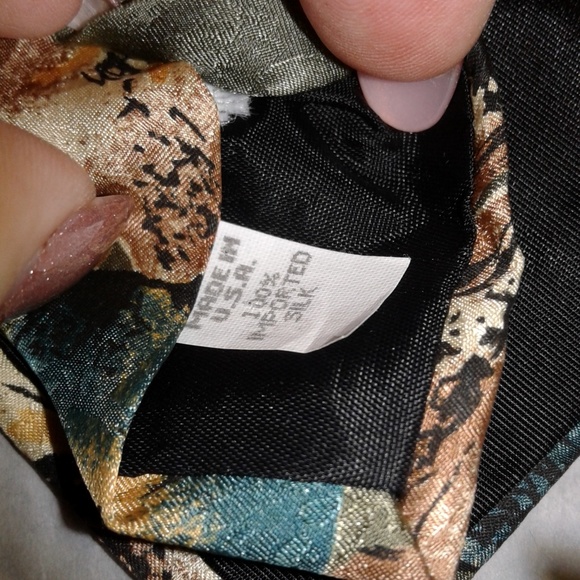 MADE IN
U.S.A.
100%
IMPORTED
SILK